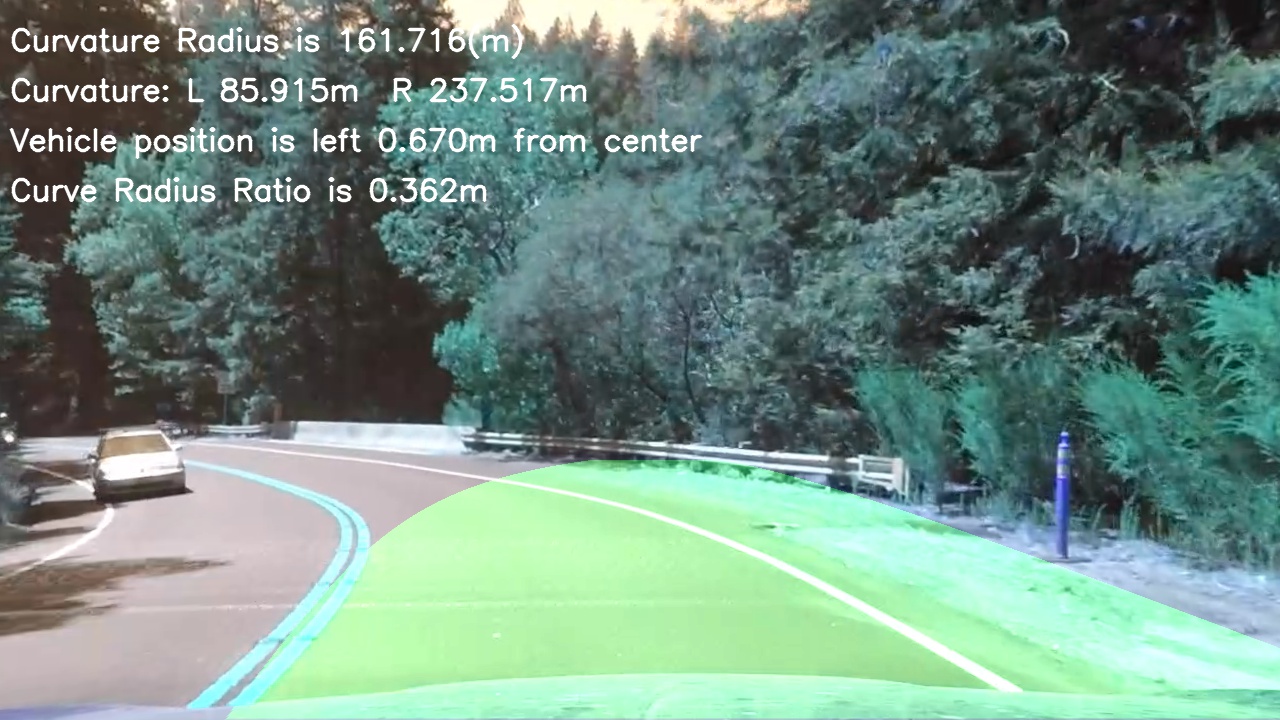 Curvature Radius is 161.716(m)
Curvature: L 85.915m R 237.517m
Vehicle position is left 0.670m from center
Curve Radius Ratio is 0.362m